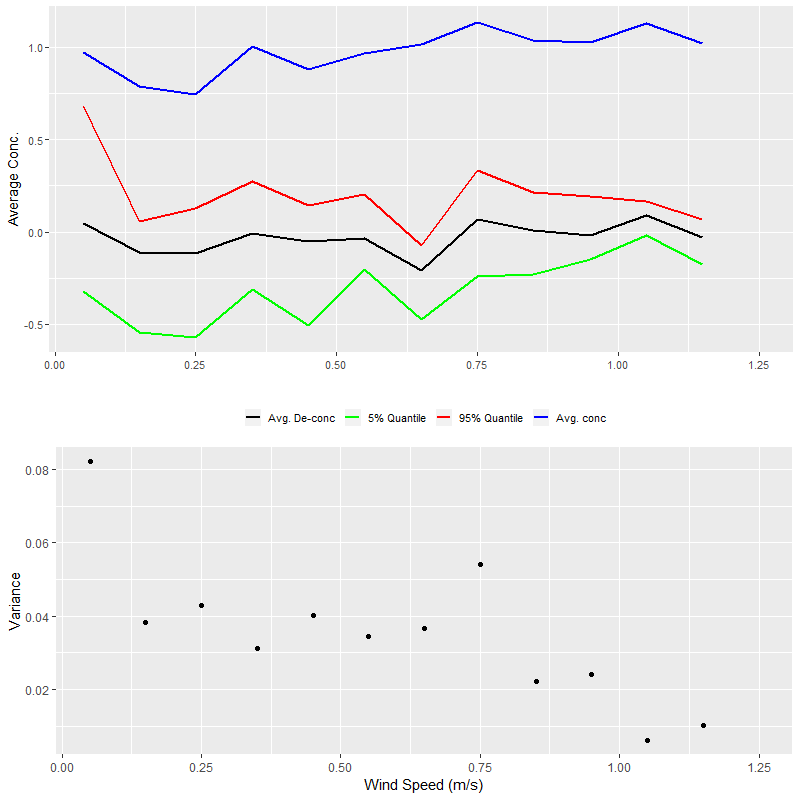 Average Conc.
1.0
0.5
0.0
-0.5
0.00 0.25 0.50 0.75 1.00 1.25
Avg. De-conc 5% Quantile 95% Quantile Avg. conc
Variance
0.08
0.06
0.04
0.02
0.00 0.25 0.50 0.75 1.00 1.25
Wind Speed (m/s)